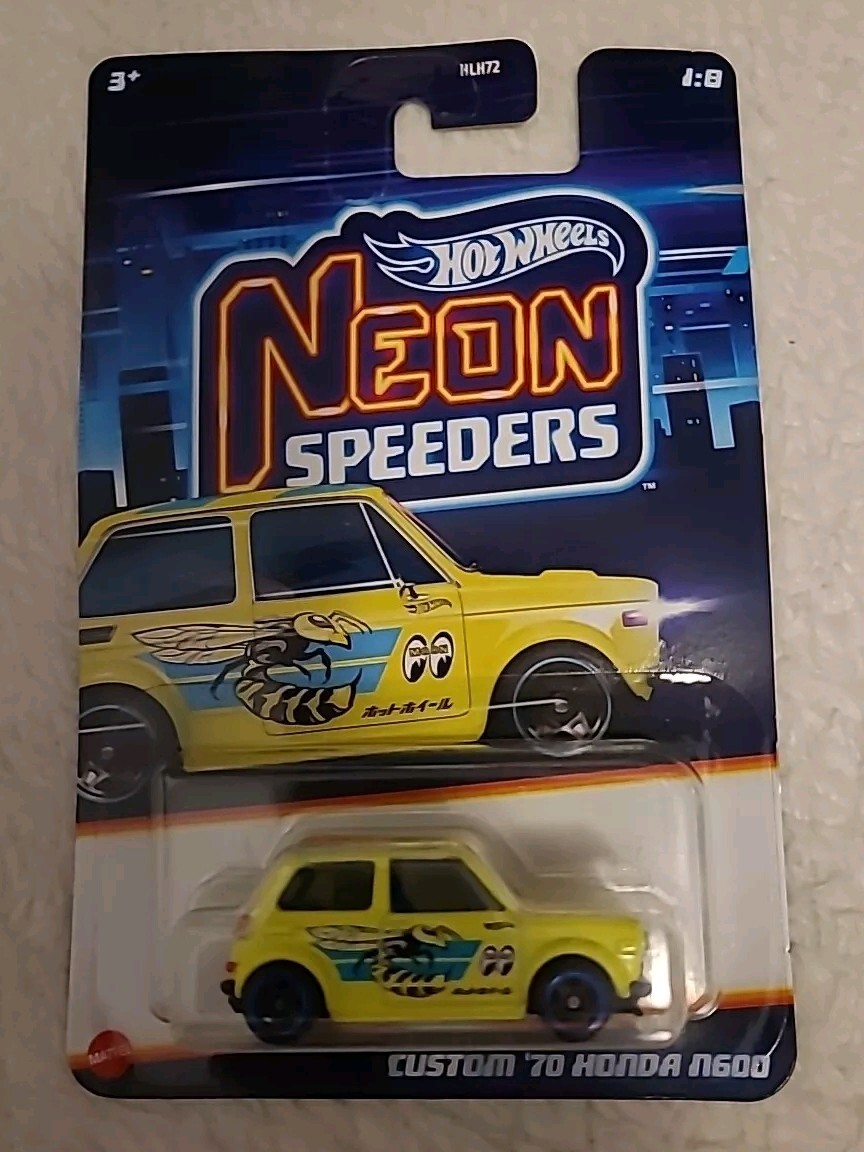 3+
HLH72
1:8
Hot Wheels
NEON
SPEEDERS
™
MOON
ホットホイール
MATTEL
CUSTOM '70 HONDA N600